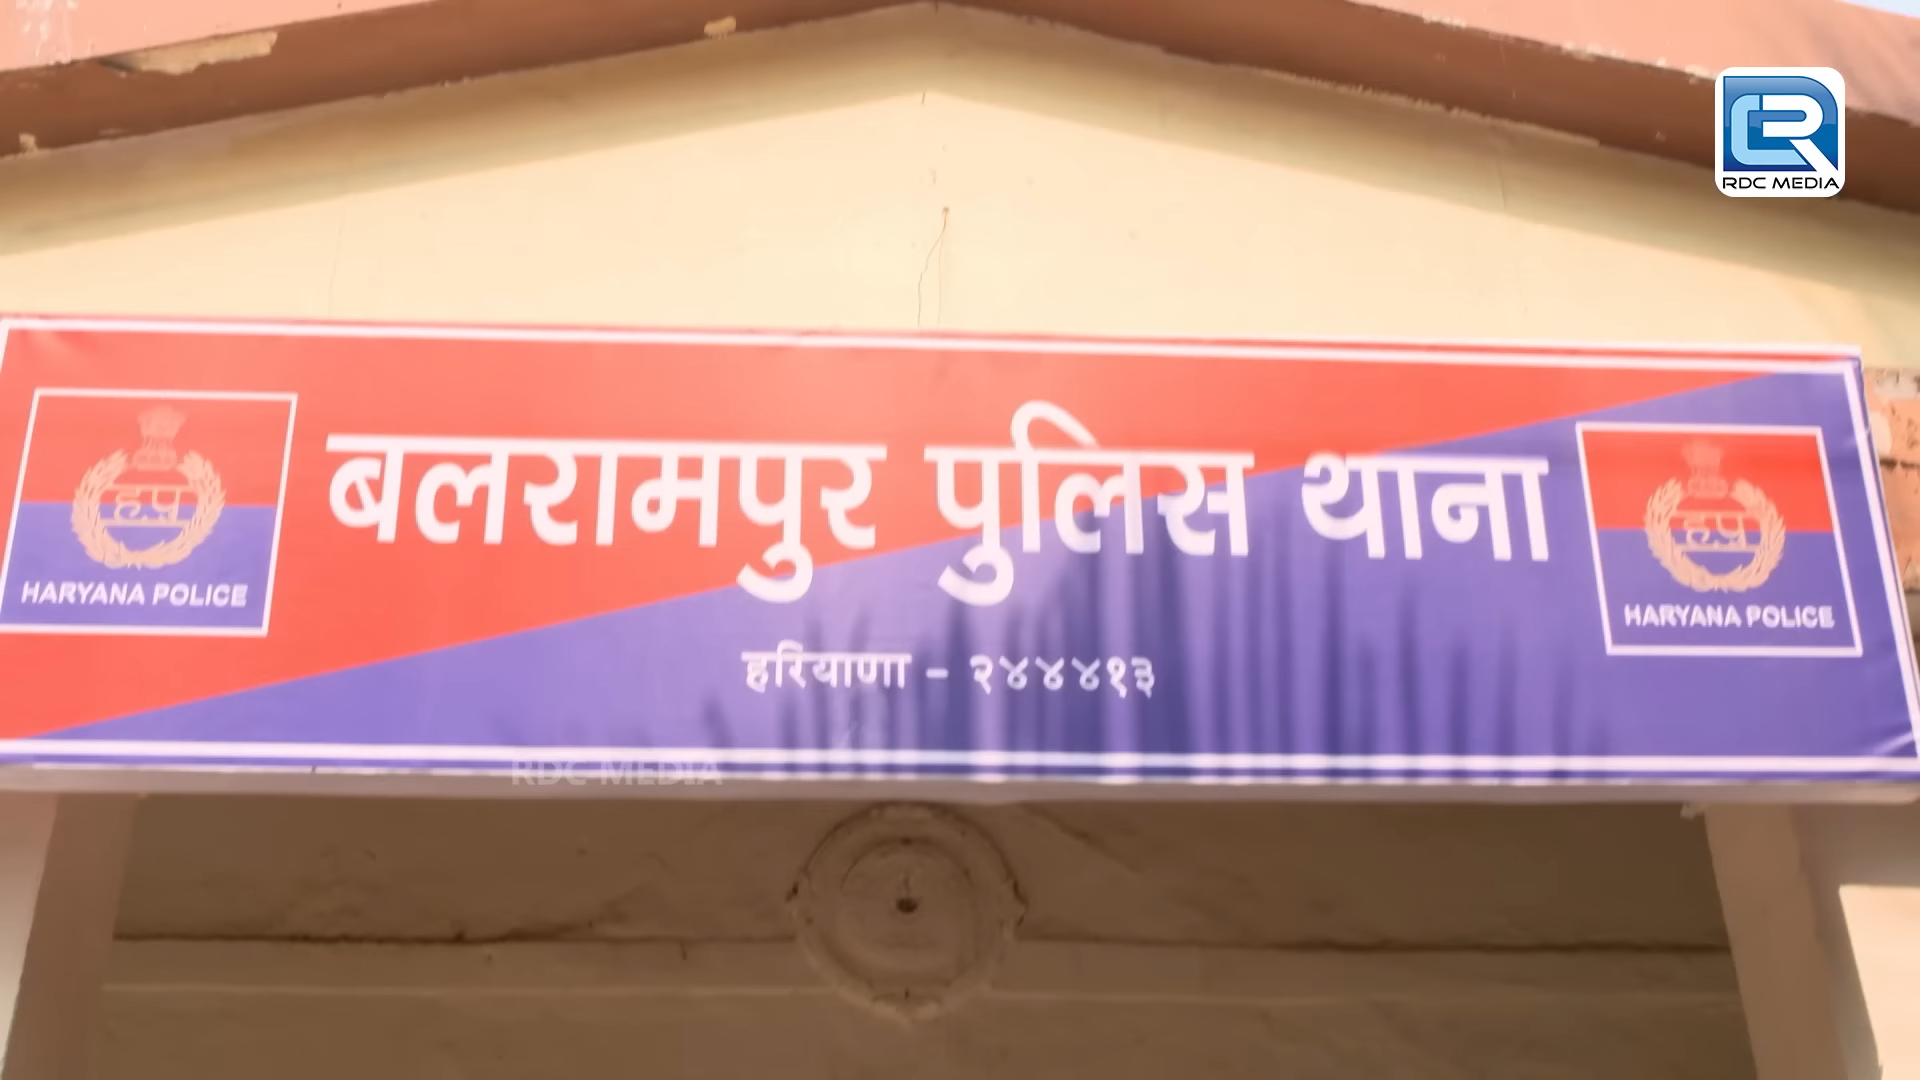 RDC MEDIA
बलरामपुर पुलिस थाना
ह.पु
HARYANA POLICE
ह.पु
HARYANA POLICE
हरियाणा - २४४४१३
RDC MEDIA